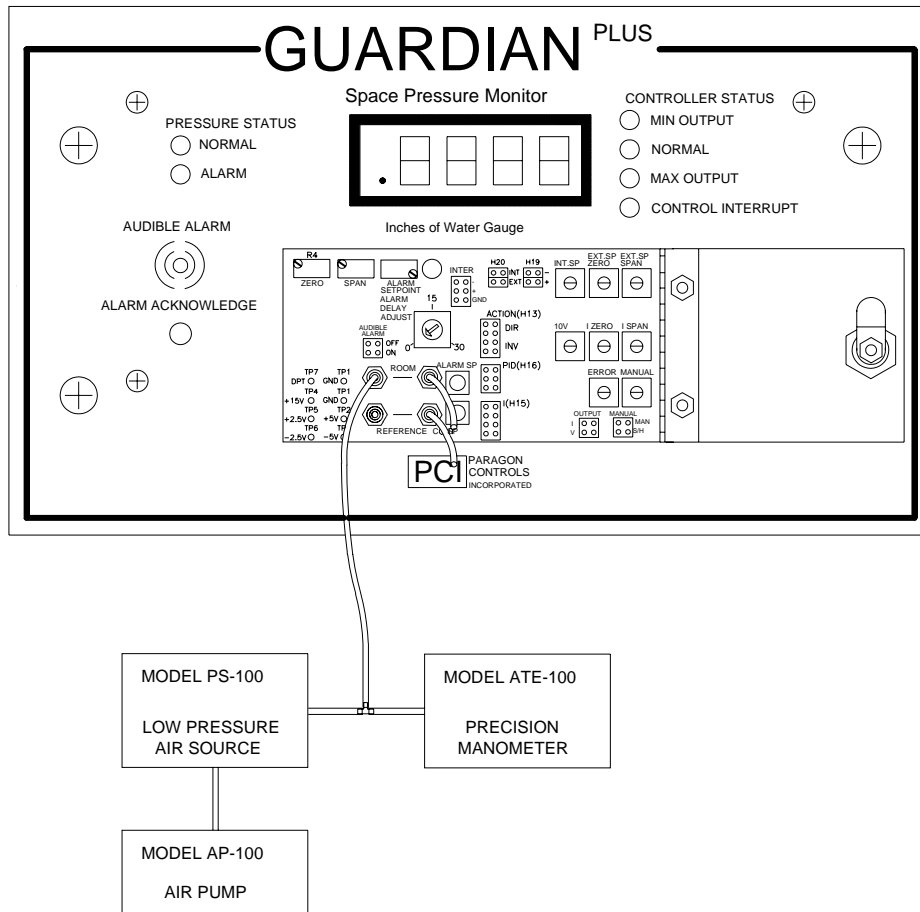 GUARDIAN PLUS
Space Pressure Monitor
PRESSURE STATUS
NORMAL
ALARM
AUDIBLE ALARM
ALARM ACKNOWLEDGE
CONTROLLER STATUS
MIN OUTPUT
NORMAL
MAX OUTPUT
CONTROL INTERRUPT
Inches of Water Gauge
R4
ZERO
SPAN
ALARM
SETPOINT
ALARM
DELAY
ADJUST
15
0
30
INTER
-
+
GND
H20
H19
INT
EXT
-
+
INT.SP
EXT.SP
ZERO
EXT.SP
SPAN
AUDIBLE
ALARM
OFF
ON
ACTION(H13)
DIR
INV
10V
I ZERO
I SPAN
TP7
DPT
TP1
GND
TP4
+15V
TP1
GND
TP5
+2.5V
TP2
+5V
TP6
-2.5V
-5V
ROOM
ALARM SP
PID(H16)
ERROR
MANUAL
I(H15)
REFERENCE
OUTPUT
I
V
MANUAL
MAN
S/H
PCI
PARAGON
CONTROLS
INCORPORATED
MODEL PS-100
LOW PRESSURE
AIR SOURCE
MODEL ATE-100
PRECISION
MANOMETER
MODEL AP-100
AIR PUMP